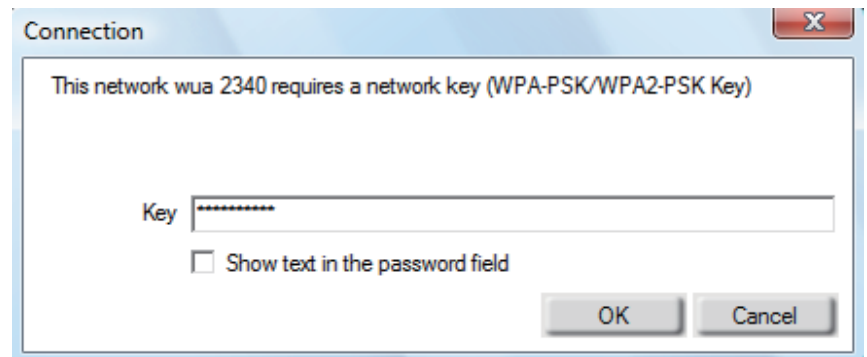 Connection
This network wua 2340 requires a network key (WPA-PSK/WPA2-PSK Key)
Key **********
Show text in the password field
OK Cancel